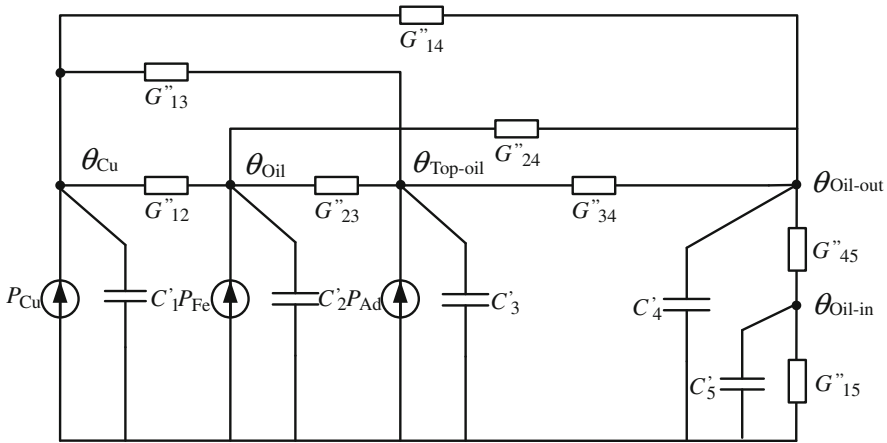 G”14
G”13
G”24
θCu
θOil
θTop-oil
θOil-out
G”12
G”23
G”34
G”45
PCu
C’1
PFe
C’2
PAd
C’3
C’4
θOil-in
C’5
G”15